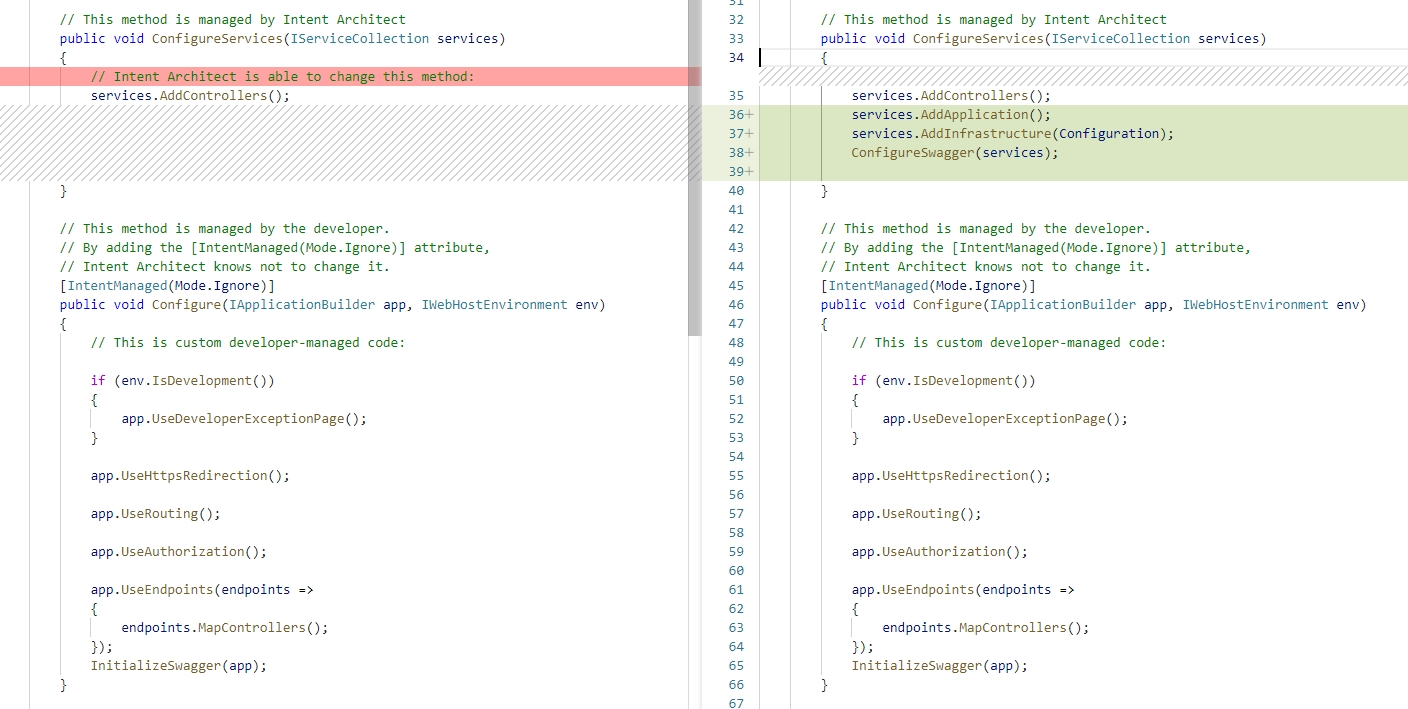 // This method is managed by Intent Architect
public void ConfigureServices(IServiceCollection services)
{
// Intent Architect is able to change this method:
services.AddControllers();
}
// This method is managed by the developer.
// By adding the [IntentManaged(Mode.Ignore)] attribute,
// Intent Architect knows not to change it.
[IntentManaged(Mode.Ignore)]
public void Configure(IApplicationBuilder app, IWebHostEnvironment env)
{
// This is custom developer-managed code:
if (env.IsDevelopment())
{
app.UseDeveloperExceptionPage();
}
app.UseHttpsRedirection();
app.UseRouting();
app.UseAuthorization();
app.UseEndpoints(endpoints =>
{
endpoints.MapControllers();
});
InitializeSwagger(app);
}
31
32 // This method is managed by Intent Architect
33 public void ConfigureServices(IServiceCollection services)
34 {
35 services.AddControllers();
36+ services.AddApplication();
37+ services.AddInfrastructure(Configuration);
38+ ConfigureSwagger(services);
39+
40 }
41
42 // This method is managed by the developer.
43 // By adding the [IntentManaged(Mode.Ignore)] attribute,
44 // Intent Architect knows not to change it.
45 [IntentManaged(Mode.Ignore)]
46 public void Configure(IApplicationBuilder app, IWebHostEnvironment env)
47 {
48 // This is custom developer-managed code:
49
50 if (env.IsDevelopment())
51 {
52 app.UseDeveloperExceptionPage();
53 }
54
55 app.UseHttpsRedirection();
56
57 app.UseRouting();
58
59 app.UseAuthorization();
60
61 app.UseEndpoints(endpoints =>
62 {
63 endpoints.MapControllers();
64 });
65 InitializeSwagger(app);
66 }
67